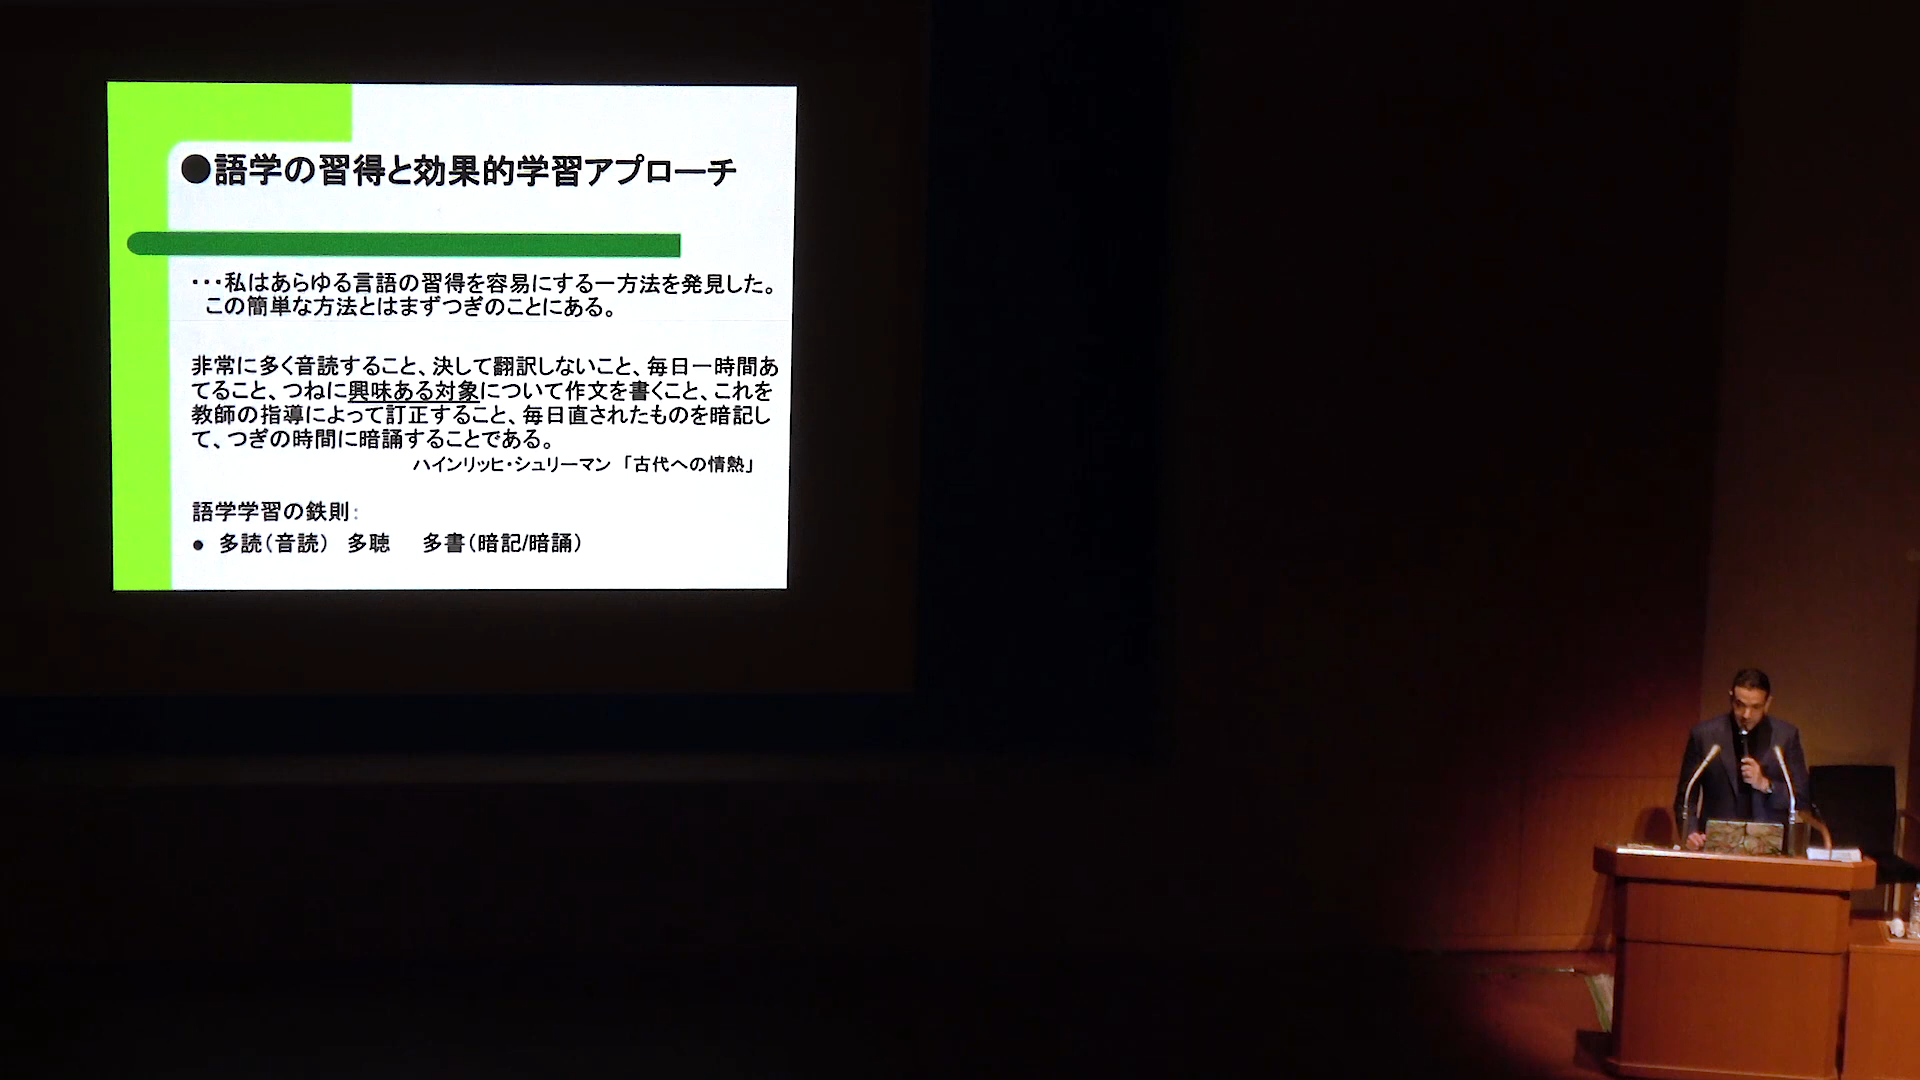 ●語学の習得と効果的学習アプローチ
・・・私はあらゆる言語の習得を容易にする一方法を発見した。
この簡単な方法とはまずつぎのことにある。
非常に多く音読すること、決して翻訳しないこと、毎日一時間あ
てること、つねに興味ある対象について作文を書くこと、これを
教師の指導によって訂正すること、毎日直されたものを暗記し
て、つぎの時間に暗誦することである。
ハインリッヒ・シュリーマン 「古代への情熱」
語学学習の鉄則：
● 多読（音読） 多聴 多書（暗記/暗誦）